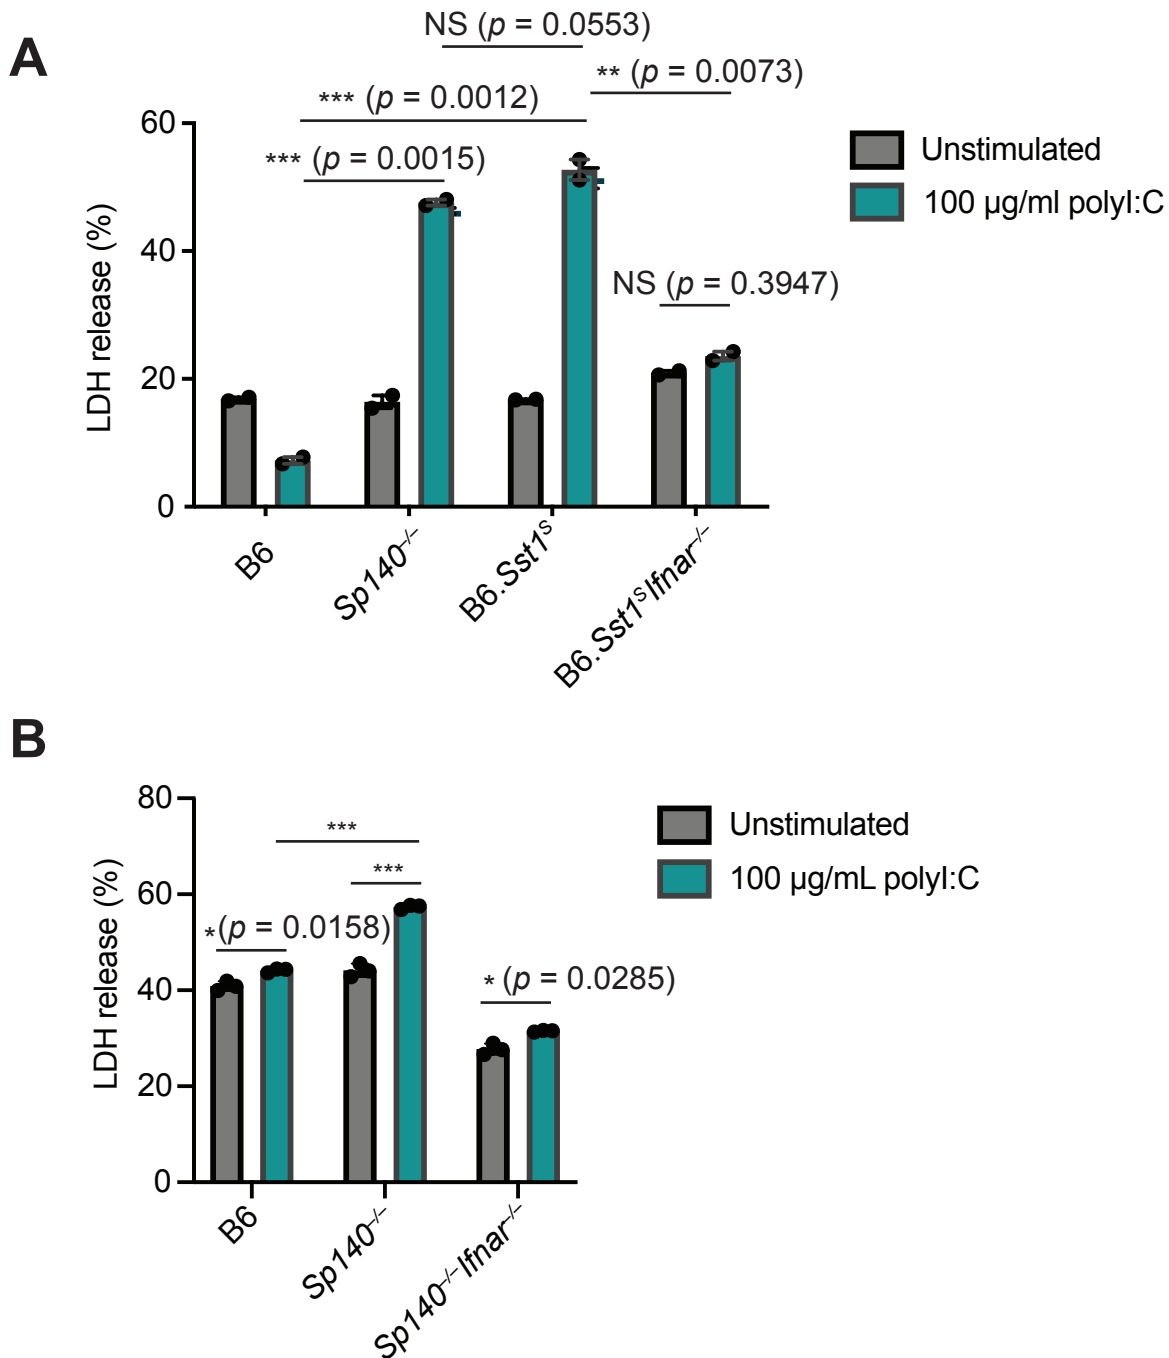 A
NS (p = 0.0553)
** (p = 0.0073)
*** (p = 0.0012)
*** (p = 0.0015)
NS (p = 0.3947)
Unstimulated
100 µg/ml polyI:C
LDH release (%)
60
40
20
0
B6
Sp140–/–
B6.Sst1S
B6.Sst1SIfnar–/–
B
***
***
*(p = 0.0158)
* (p = 0.0285)
Unstimulated
100 µg/mL polyI:C
LDH release (%)
80
60
40
20
0
B6
Sp140–/–
Sp140–/–Ifnar–/–